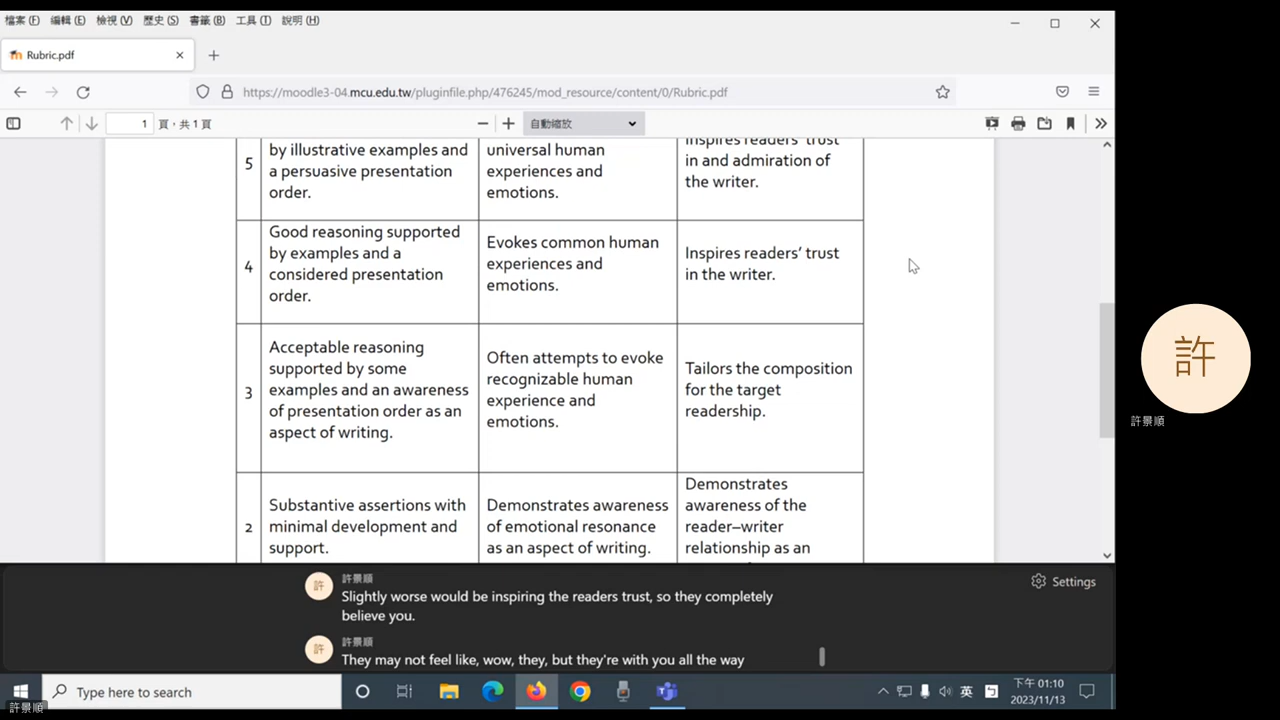 檔案(F) 編輯(E) 檢視(V) 歷史(S) 書籤(B) 工具(T) 說明(H)
Rubric.pdf
https://moodle3-04.mcu.edu.tw/pluginfile.php/476245/mod_resource/content/0/Rubric.pdf
1 頁，共 1 頁
自動縮放
5
by illustrative examples and
a persuasive presentation
order.
universal human
experiences and
emotions.
Inspires readers' trust
in and admiration of
the writer.
4
Good reasoning supported
by examples and a
considered presentation
order.
Evokes common human
experiences and
emotions.
Inspires readers' trust
in the writer.
3
Acceptable reasoning
supported by some
examples and an awareness
of presentation order as an
aspect of writing.
Often attempts to evoke
recognizable human
experience and
emotions.
Tailors the composition
for the target
readership.
2
Substantive assertions with
minimal development and
support.
Demonstrates awareness
of emotional resonance
as an aspect of writing.
Demonstrates
awareness of the
reader–writer
relationship as an
許
許景順
許
許景順
Slightly worse would be inspiring the readers trust, so they completely
believe you.
許
許景順
They may not feel like, wow, they, but they're with you all the way
Settings
Type here to search
英
下午 01:10
2023/11/13
許景順